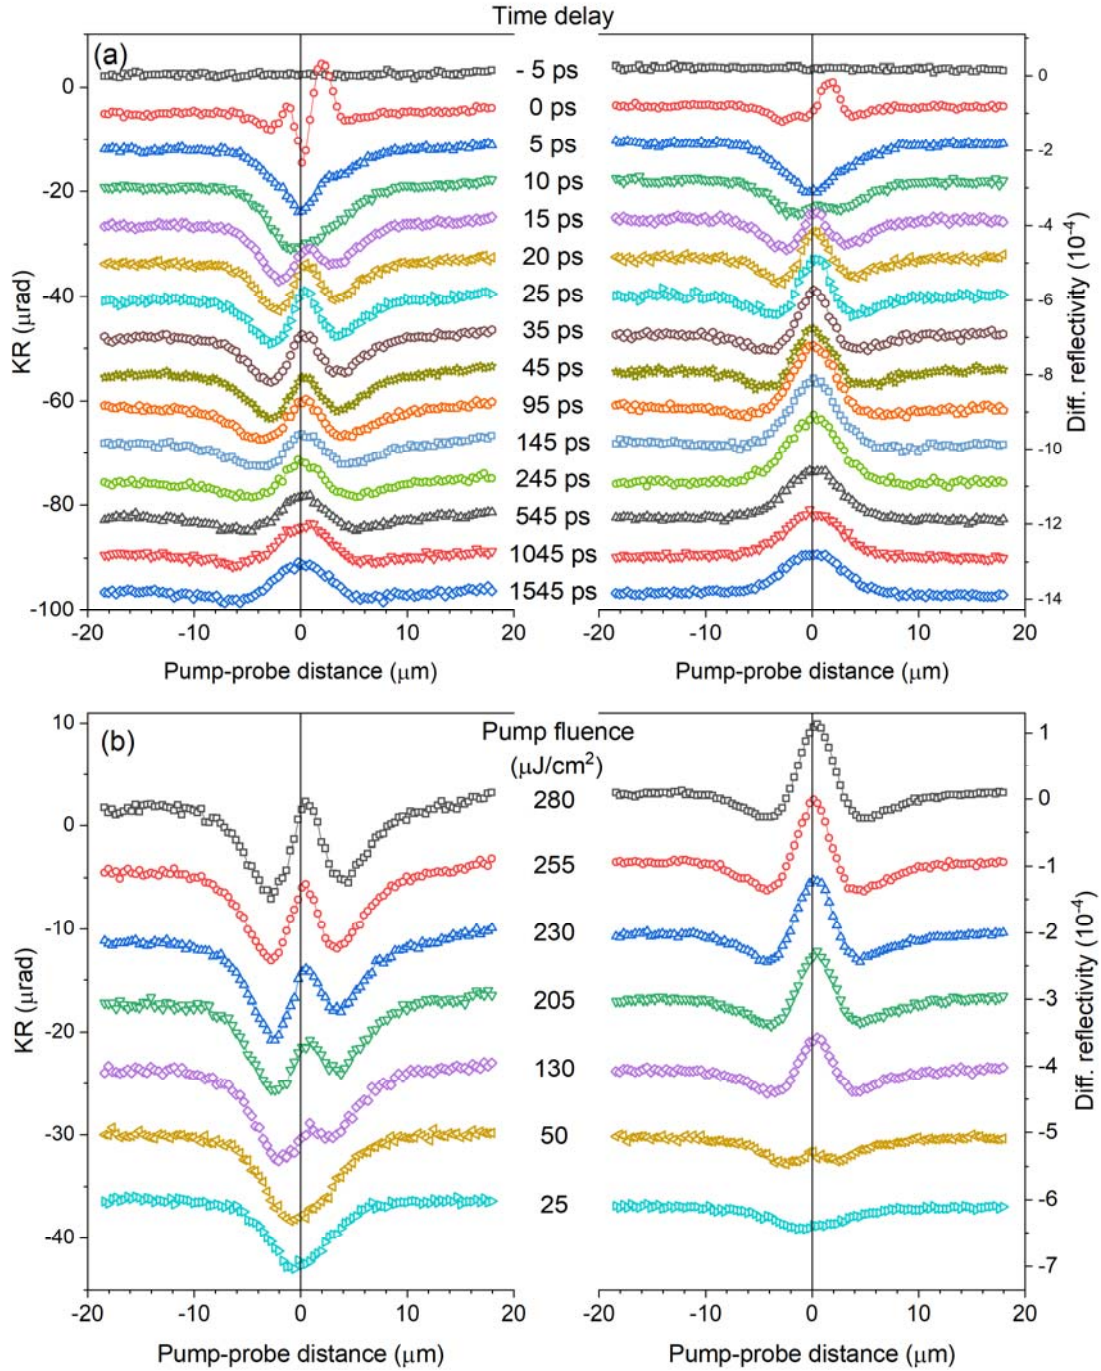 Time delay
(a)
0
-20
-40
-60
-80
-100
KR (μrad)
-20 -10 0 10 20
Pump-probe distance (μm)
- 5 ps
0 ps
5 ps
10 ps
15 ps
20 ps
25 ps
35 ps
45 ps
95 ps
145 ps
245 ps
545 ps
1045 ps
1545 ps
0
-2
-4
-6
-8
-10
-12
-14
Diff. reflectivity (10⁻⁴)
-20 -10 0 10 20
Pump-probe distance (μm)
(b)
10
0
-10
-20
-30
-40
KR (μrad)
-20 -10 0 10 20
Pump-probe distance (μm)
Pump fluence
(μJ/cm²)
280
255
230
205
130
50
25
1
0
-1
-2
-3
-4
-5
-6
-7
Diff. reflectivity (10⁻⁴)
-20 -10 0 10 20
Pump-probe distance (μm)